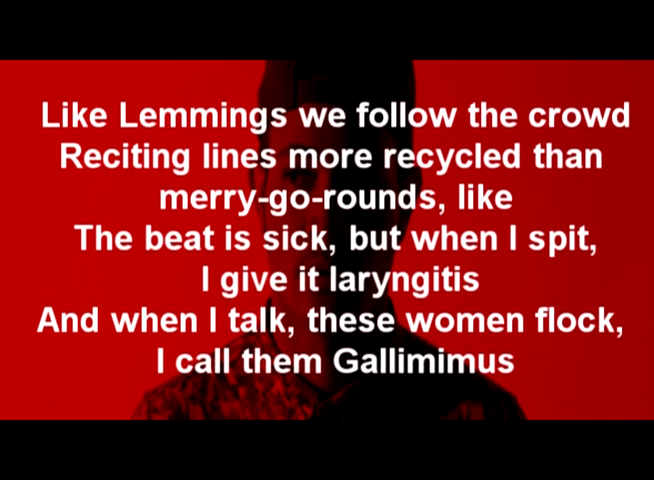 Like Lemmings we follow the crowd
Reciting lines more recycled than
merry-go-rounds, like
The beat is sick, but when I spit,
I give it laryngitis
And when I talk, these women flock,
I call them Gallimimus